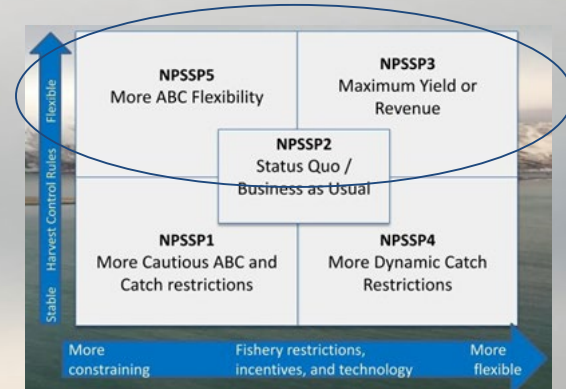 NPSSP5
More ABC Flexibility
NPSSP3
Maximum Yield or
Revenue
NPSSP2
Status Quo /
Business as Usual
NPSSP1
More Cautious ABC and
Catch restrictions
NPSSP4
More Dynamic Catch
Restrictions
Stable Harvest Control Rules Flexible
More
constraining
Fishery restrictions,
incentives, and technology
More
flexible